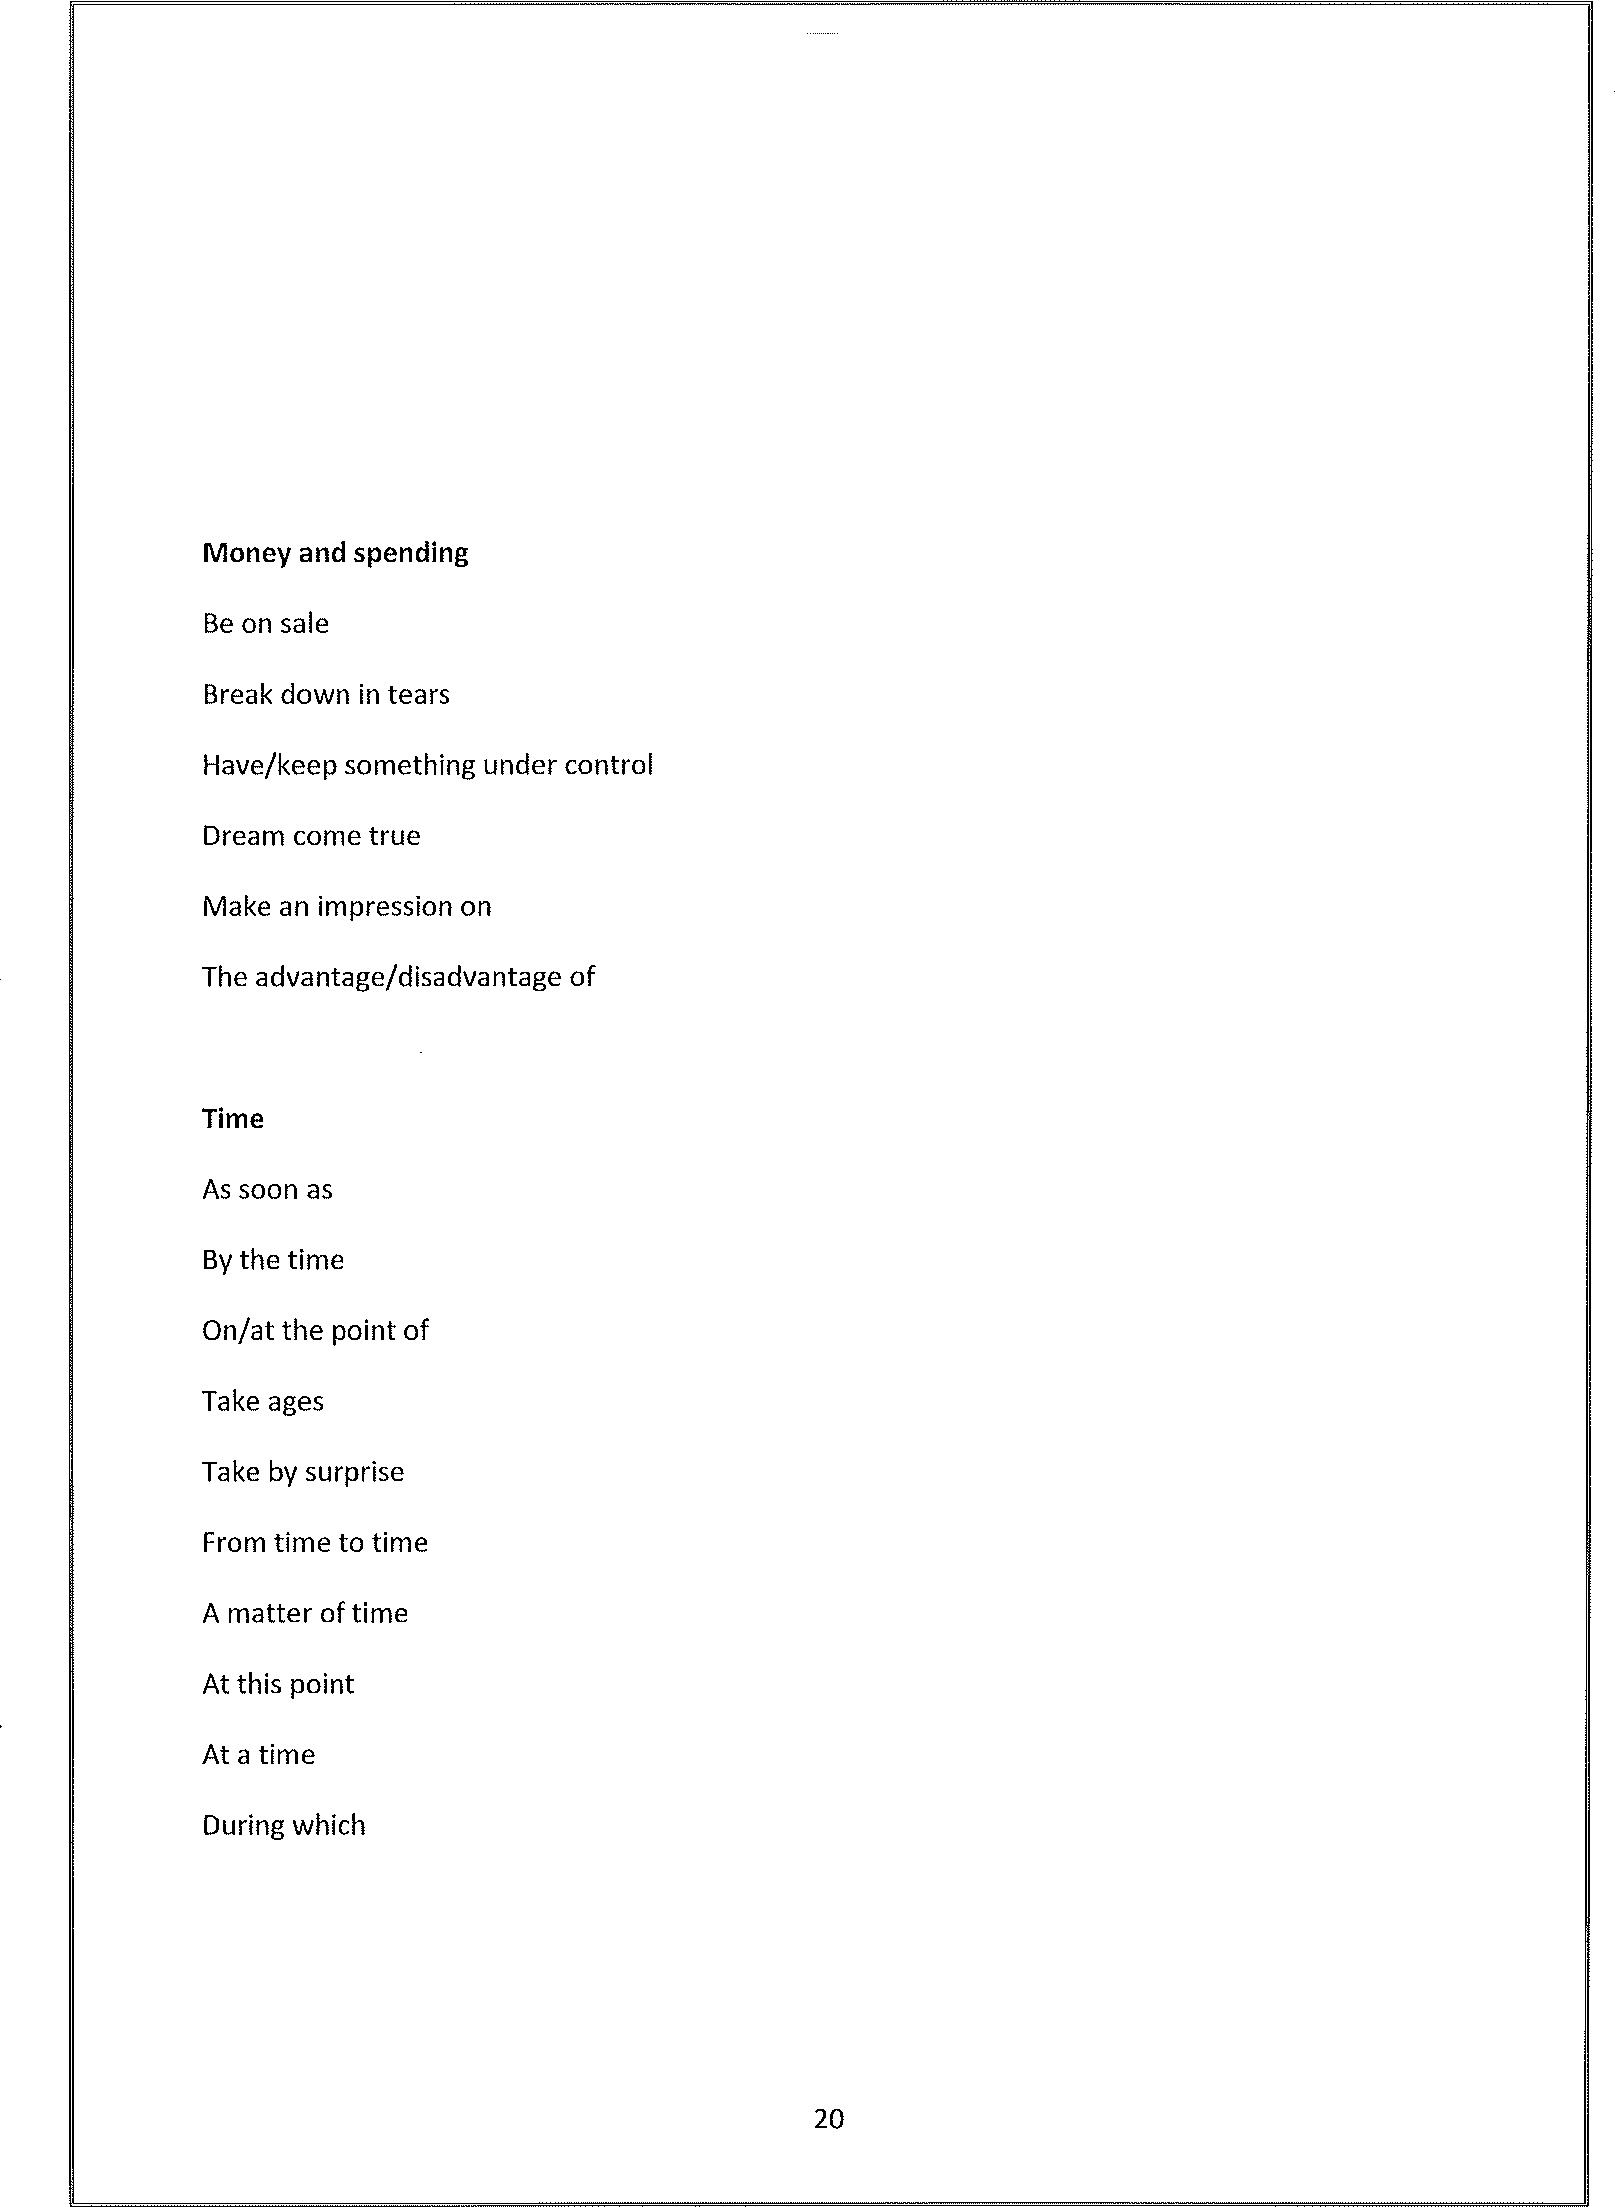 Money and spending
Be on sale
Break down in tears
Have/keep something under control
Dream come true
Make an impression on
The advantage/disadvantage of
Time
As soon as
By the time
On/at the point of
Take ages
Take by surprise
From time to time
A matter of time
At this point
At a time
During which
20